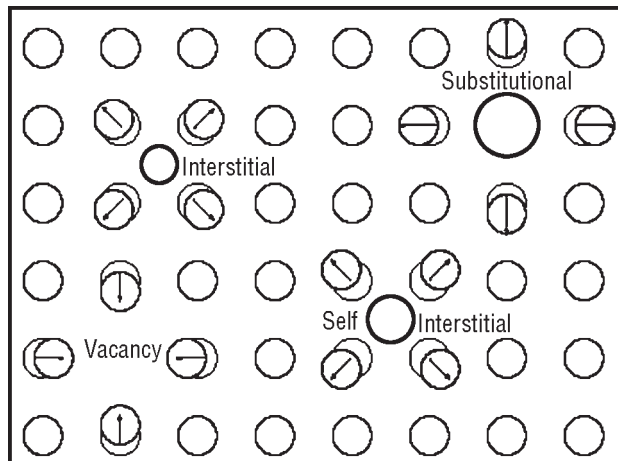 Substitutional
Interstitial
Self Interstitial
Vacancy